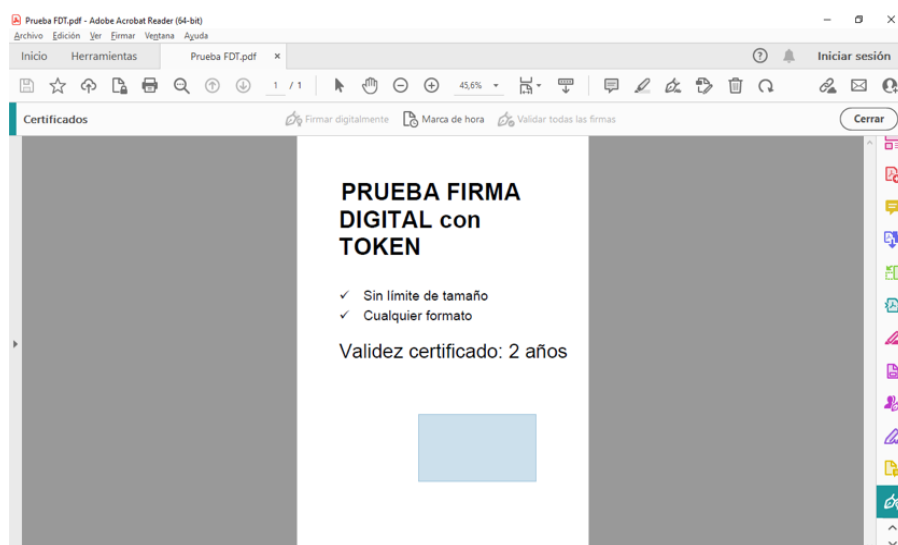 Prueba FDT.pdf - Adobe Acrobat Reader (64-bit)
Archivo Edición Ver Firmar Ventana Ayuda
Inicio Herramientas Prueba FDT.pdf × Iniciar sesión
1 / 1 45,6%
Certificados Firmar digitalmente Marca de hora Validar todas las firmas Cerrar
PRUEBA FIRMA
DIGITAL con
TOKEN
✓ Sin límite de tamaño
✓ Cualquier formato
Validez certificado: 2 años